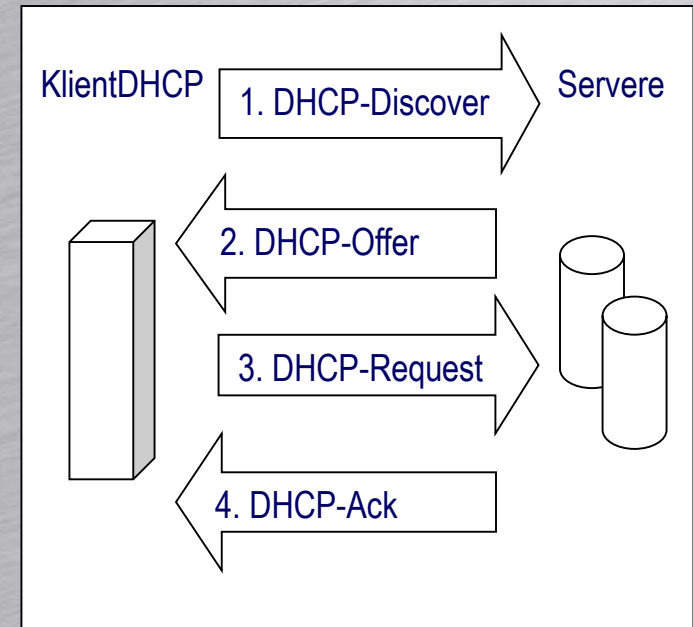 KlientDHCP
1. DHCP-Discover
Servere
2. DHCP-Offer
3. DHCP-Request
4. DHCP-Ack